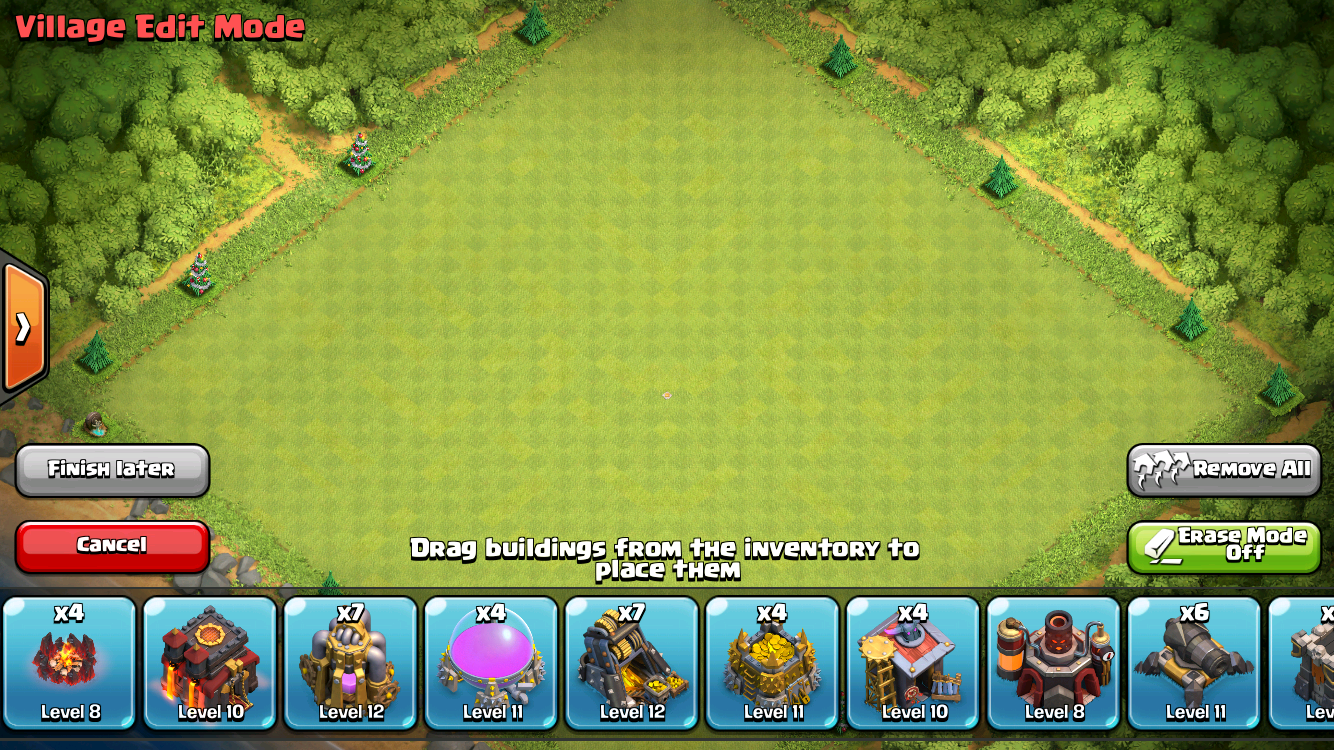 Village Edit Mode
Finish later
Remove All
Cancel
Erase Mode
Off
Drag buildings from the inventory to
place them
x4
x7
x4
x7
x4
x4
x6
Level 8
Level 10
Level 12
Level 11
Level 12
Level 11
Level 10
Level 8
Level 11